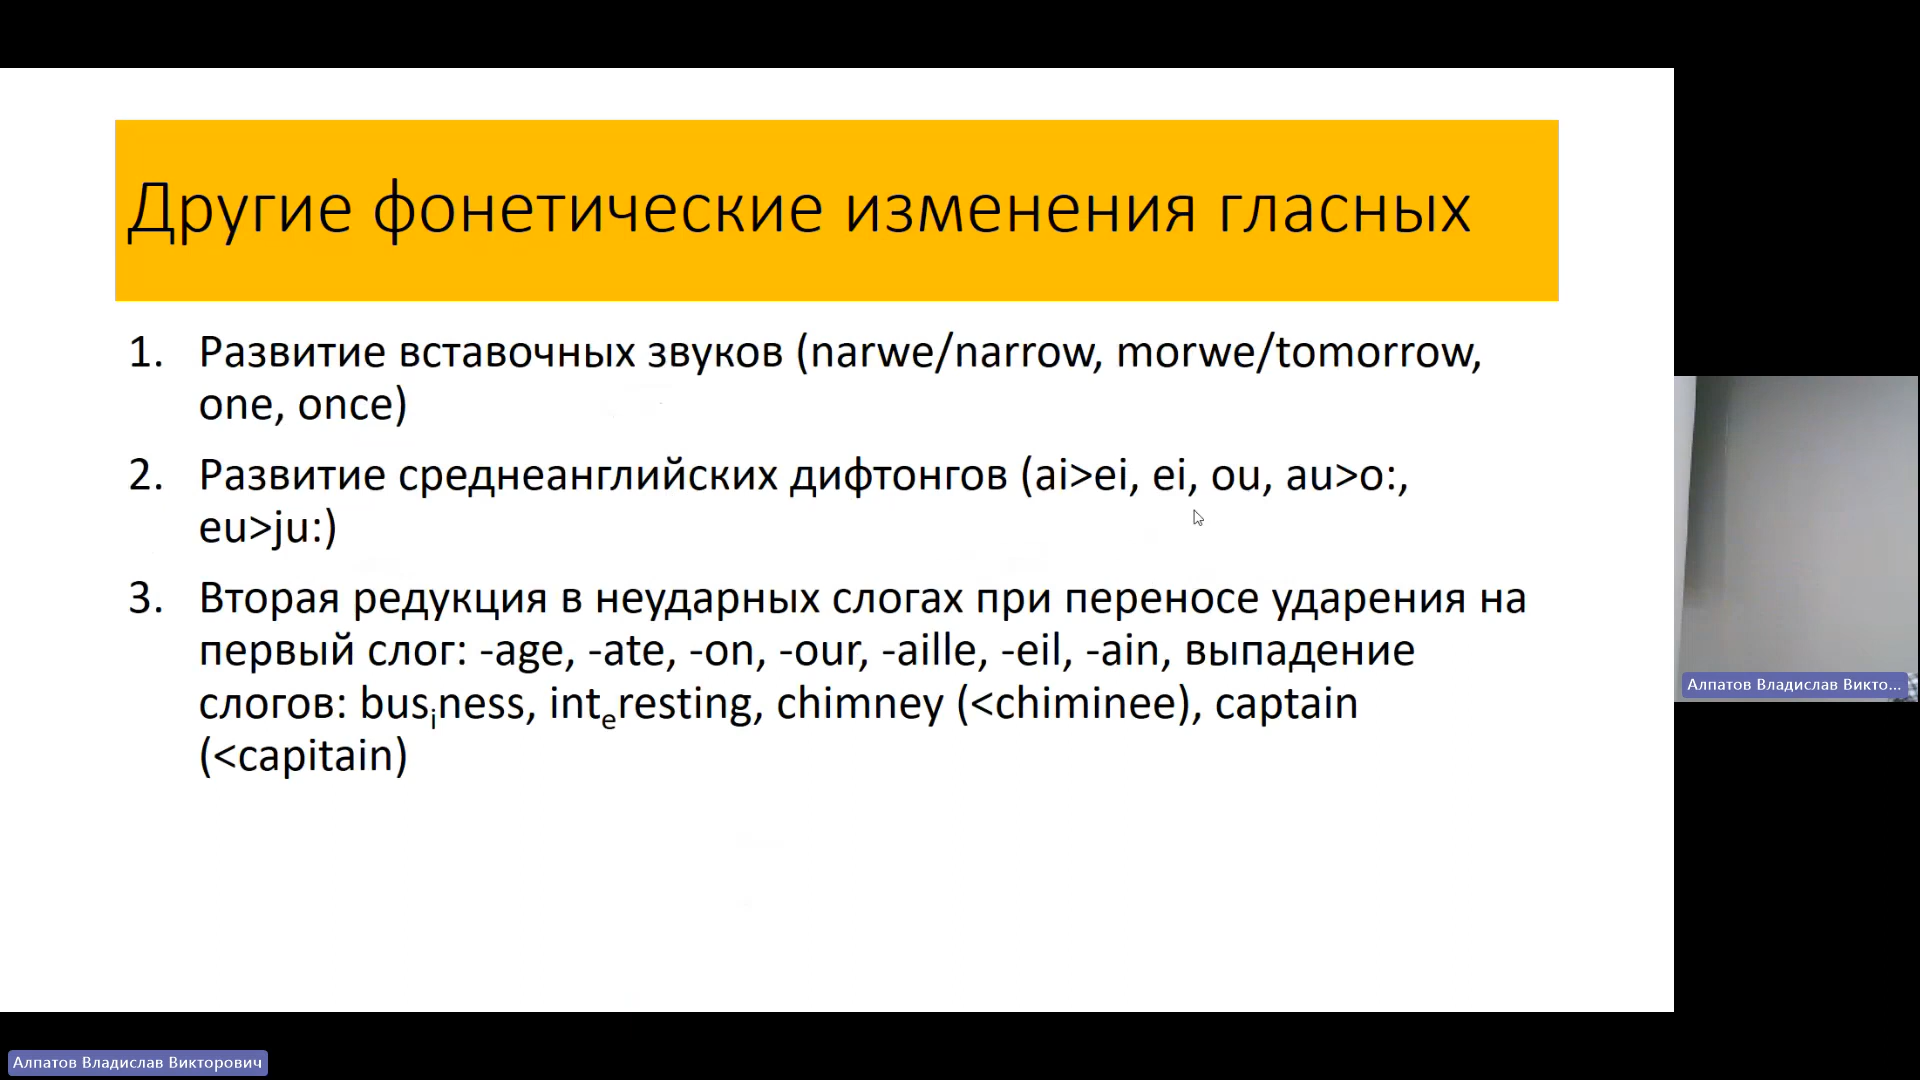 Другие фонетические изменения гласных
1. Развитие вставочных звуков (narwe/narrow, morwe/tomorrow,
one, once)
2. Развитие среднеанглийских дифтонгов (ai>ei, ei, ou, au>o:,
eu>ju:)
3. Вторая редукция в неударных слогах при переносе ударения на
первый слог: -age, -ate, -on, -our, -aille, -eil, -ain, выпадение
слогов: business, interesting, chimney (<chiminee), captain
(<capitain)
Алпатов Владислав Викто...
Алпатов Владислав Викторович